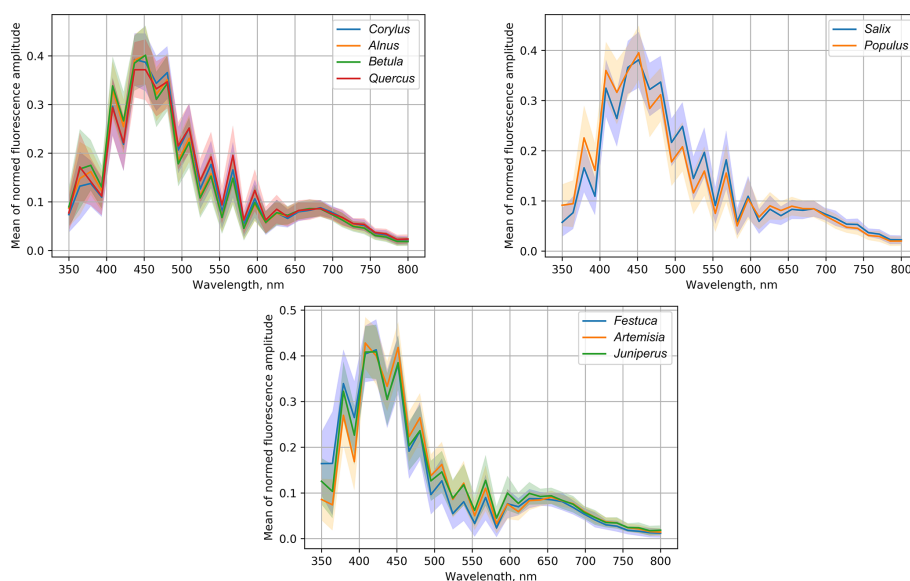 Mean of normed fluorescence amplitude
0.4
0.3
0.2
0.1
0.0
350 400 450 500 550 600 650 700 750 800
Wavelength, nm
Corylus
Alnus
Betula
Quercus
Mean of normed fluorescence amplitude
0.4
0.3
0.2
0.1
0.0
350 400 450 500 550 600 650 700 750 800
Wavelength, nm
Salix
Populus
Mean of normed fluorescence amplitude
0.5
0.4
0.3
0.2
0.1
0.0
350 400 450 500 550 600 650 700 750 800
Wavelength, nm
Festuca
Artemisia
Juniperus